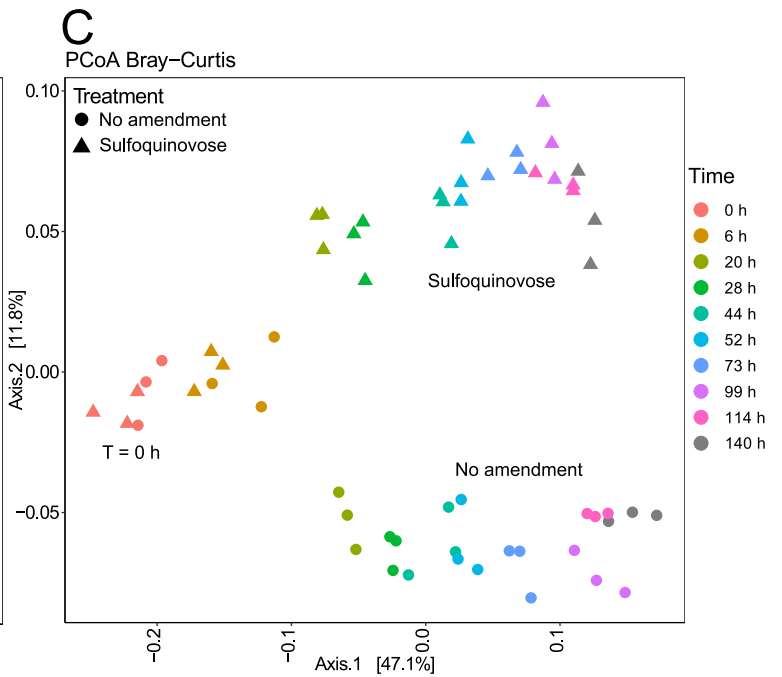 C
PCoA Bray−Curtis
Treatment
No amendment
Sulfoquinovose
0.10
0.05
0.00
−0.05
Axis.2 [11.8%]
Sulfoquinovose
T = 0 h
No amendment
−0.2
−0.1
0.0
0.1
Axis.1 [47.1%]
Time
0 h
6 h
20 h
28 h
44 h
52 h
73 h
99 h
114 h
140 h